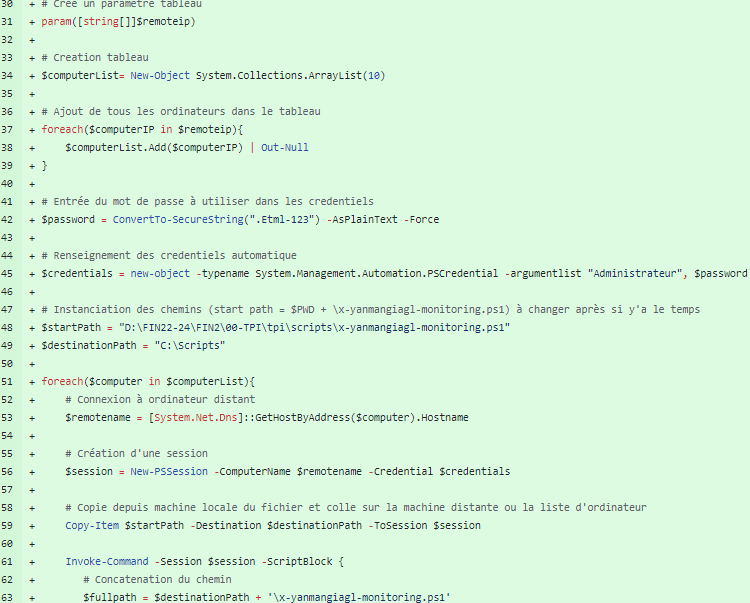 30 + # Crée un paramètre tableau
31 + param([string[]]$remoteip)
32 +
33 + # Creation tableau
34 + $computerList= New-Object System.Collections.ArrayList(10)
35 +
36 + # Ajout de tous les ordinateurs dans le tableau
37 + foreach($computerIP in $remoteip){
38 +     $computerList.Add($computerIP) | Out-Null
39 + }
40 +
41 + # Entrée du mot de passe à utiliser dans les credentiels
42 + $password = ConvertTo-SecureString(".Etml-123") -AsPlainText -Force
43 +
44 + # Renseignement des credentiels automatique
45 + $credentials = new-object -typename System.Management.Automation.PSCredential -argumentlist "Administrateur", $password
46 +
47 + # Instanciation des chemins (start path = $PWD + \x-yanmangiagl-monitoring.ps1) à changer après si y'a le temps
48 + $startPath = "D:\FIN22-24\FIN2\00-TPI\tpi\scripts\x-yanmangiagl-monitoring.ps1"
49 + $destinationPath = "C:\Scripts"
50 +
51 + foreach($computer in $computerList){
52 +     # Connexion à ordinateur distant
53 +     $remotename = [System.Net.Dns]::GetHostByAddress($computer).Hostname
54 +
55 +     # Création d'une session
56 +     $session = New-PSSession -ComputerName $remotename -Credential $credentials
57 +
58 +     # Copie depuis machine locale du fichier et colle sur la machine distante ou la liste d'ordinateur
59 +     Copy-Item $startPath -Destination $destinationPath -ToSession $session
60 +
61 +     Invoke-Command -Session $session -ScriptBlock {
62 +        # Concatenation du chemin
63 +        $fullpath = $destinationPath + '\x-yanmangiagl-monitoring.ps1'